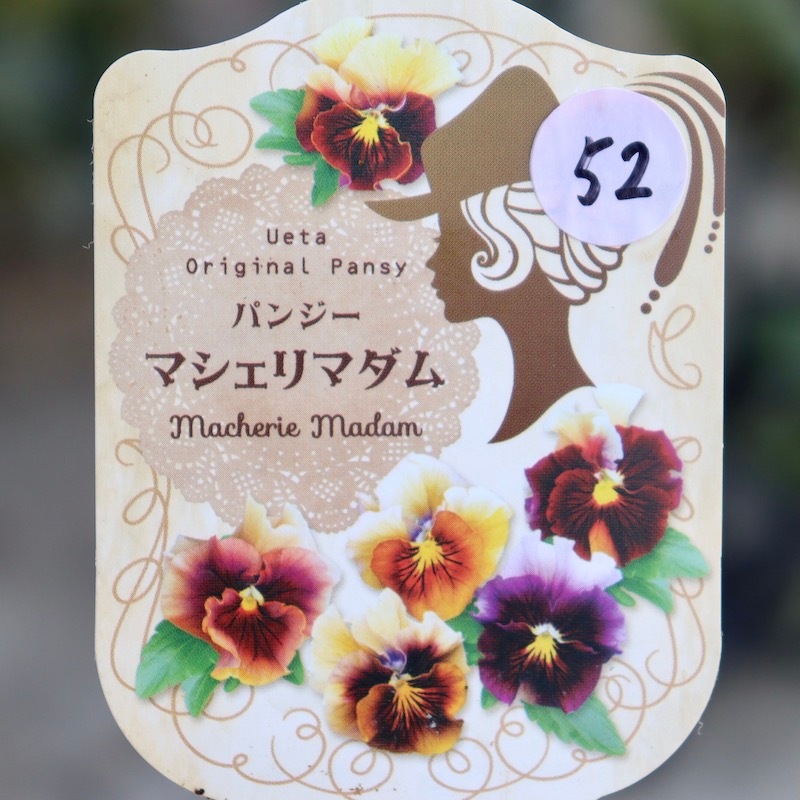 52
Ueta
Original Pansy
パンジー
マシェリマダム
Macherie Madam